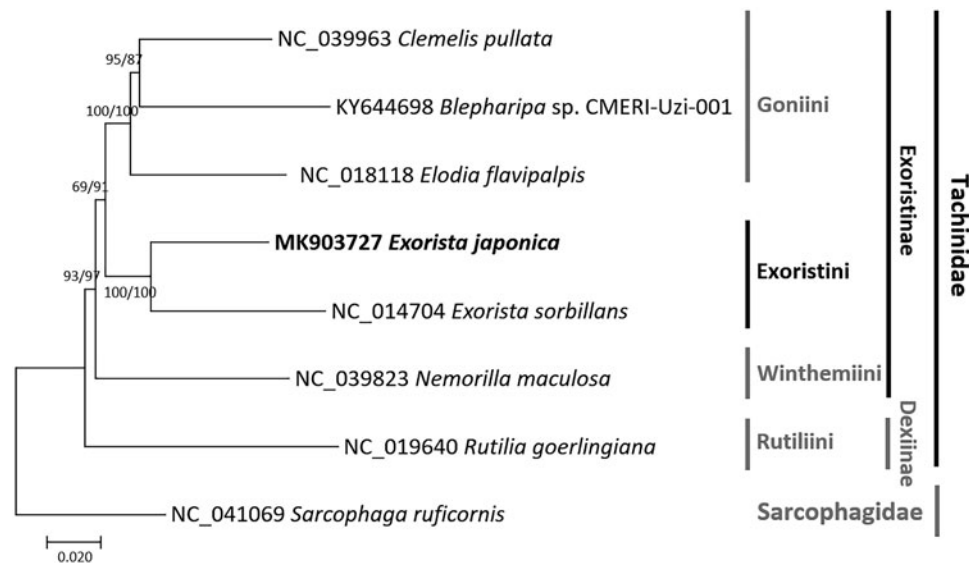 NC_039963 Clemelis pullata
95/87
KY644698 Blepharipa sp. CMERI-Uzi-001
Goniini
100/100
NC_018118 Elodia flavipalpis
69/91
MK903727 Exorista japonica
Exoristini
93/97
100/100
NC_014704 Exorista sorbillans
NC_039823 Nemorilla maculosa
Winthemiini
NC_019640 Rutilia goerlingiana
Rutiliini
NC_041069 Sarcophaga ruficornis
Sarcophagidae
Exoristinae
Dexiinae
Tachinidae
0.020